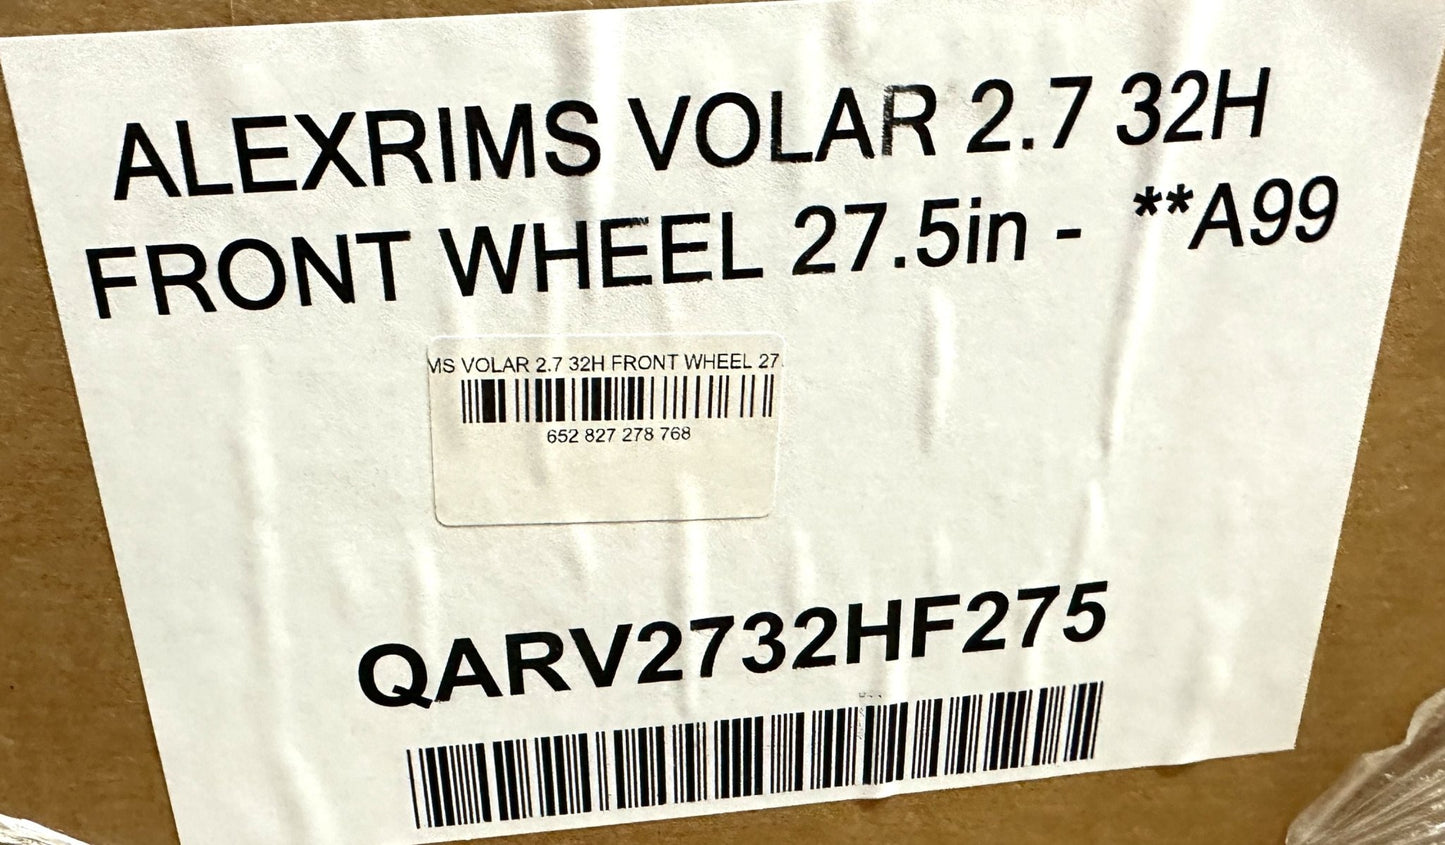 ALEXRIMS VOLAR 2.7 32H
FRONT WHEEL 27.5in - **A99
MS VOLAR 2.7 32H FRONT WHEEL 27.
652 827 278 768
QARV2732HF275